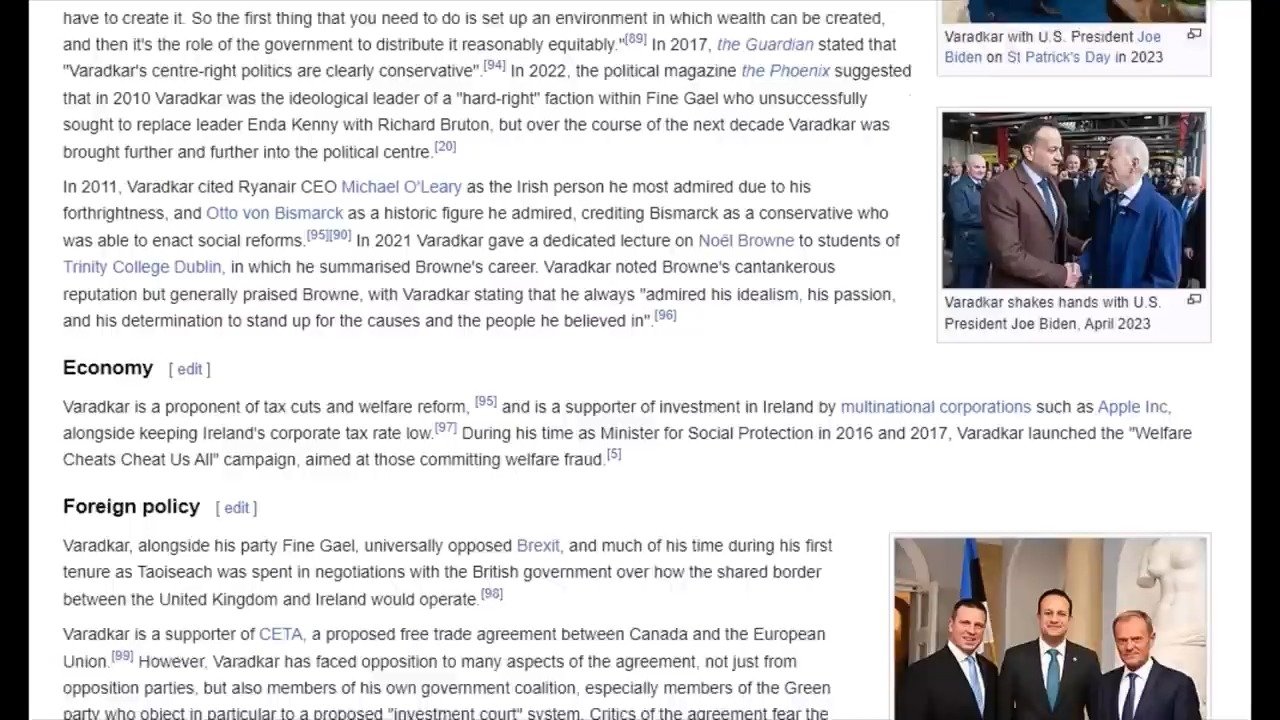 have to create it. So the first thing that you need to do is set up an environment in which wealth can be created,
and then it's the role of the government to distribute it reasonably equitably."[89] In 2017, the Guardian stated that
"Varadkar's centre-right politics are clearly conservative".[94] In 2022, the political magazine the Phoenix suggested
that in 2010 Varadkar was the ideological leader of a "hard-right" faction within Fine Gael who unsuccessfully
sought to replace leader Enda Kenny with Richard Bruton, but over the course of the next decade Varadkar was
brought further and further into the political centre.[20]
In 2011, Varadkar cited Ryanair CEO Michael O'Leary as the Irish person he most admired due to his
forthrightness, and Otto von Bismarck as a historic figure he admired, crediting Bismarck as a conservative who
was able to enact social reforms.[95][90] In 2021 Varadkar gave a dedicated lecture on Noël Browne to students of
Trinity College Dublin, in which he summarised Browne's career. Varadkar noted Browne's cantankerous
reputation but generally praised Browne, with Varadkar stating that he always "admired his idealism, his passion,
and his determination to stand up for the causes and the people he believed in".[96]
Varadkar with U.S. President Joe
Biden on St Patrick's Day in 2023
Varadkar shakes hands with U.S.
President Joe Biden, April 2023
Economy [ edit ]
Varadkar is a proponent of tax cuts and welfare reform, [95] and is a supporter of investment in Ireland by multinational corporations such as Apple Inc,
alongside keeping Ireland's corporate tax rate low.[97] During his time as Minister for Social Protection in 2016 and 2017, Varadkar launched the "Welfare
Cheats Cheat Us All" campaign, aimed at those committing welfare fraud.[5]
Foreign policy [ edit ]
Varadkar, alongside his party Fine Gael, universally opposed Brexit, and much of his time during his first
tenure as Taoiseach was spent in negotiations with the British government over how the shared border
between the United Kingdom and Ireland would operate.[98]
Varadkar is a supporter of CETA, a proposed free trade agreement between Canada and the European
Union.[99] However, Varadkar has faced opposition to many aspects of the agreement, not just from
opposition parties, but also members of his own government coalition, especially members of the Green
party who object in particular to a proposed "investment court" system. Critics of the agreement fear the